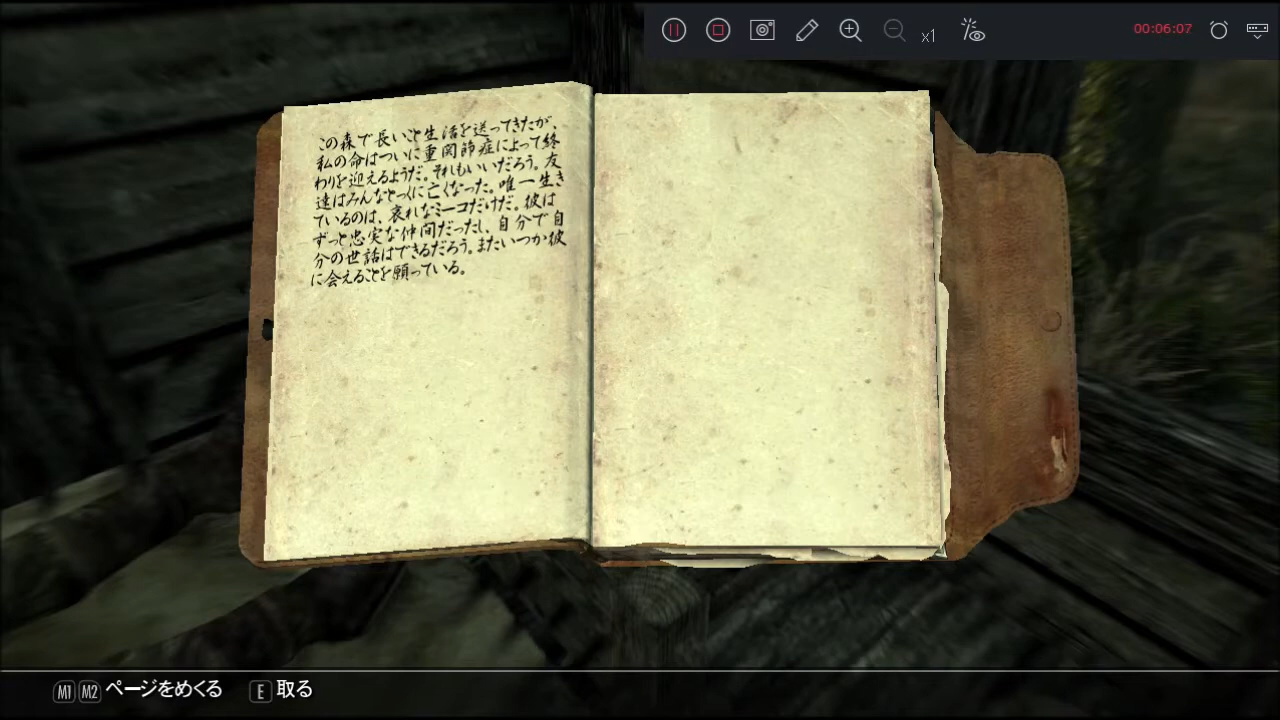 x1
00:06:07
この森で長いこと生活を送ってきたが、
私の命はついに重関節症によって終
わりを迎えるようだ。それもいいだろう。友
達はみんなとっくに亡くなった。唯一生き
ているのは、哀れなミーコだけだ。彼は
ずっと忠実な仲間だったし、自分で自
分の世話はできるだろう。またいつか彼
に会えることを願っている。
M1 M2 ページをめくる E 取る